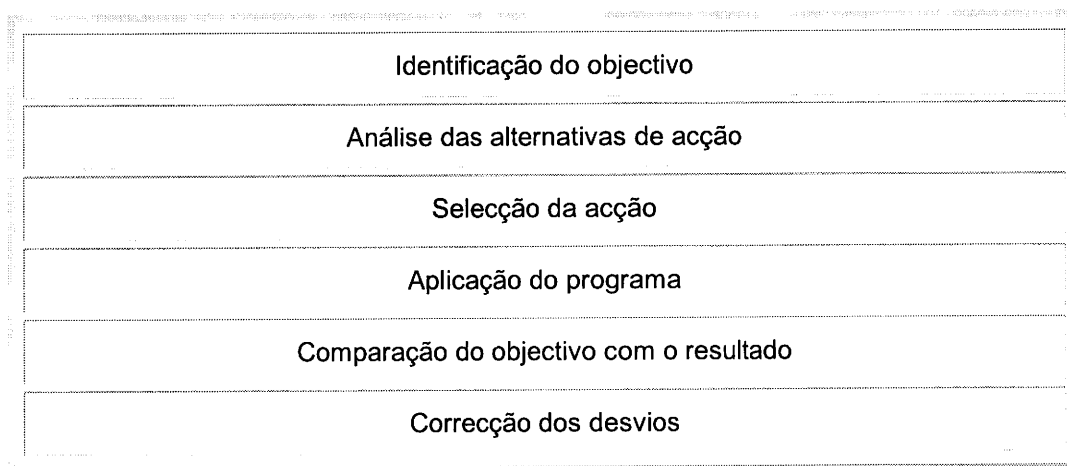 Identificação do objectivo
Análise das alternativas de acção
Selecção da acção
Aplicação do programa
Comparação do objectivo com o resultado
Correcção dos desvios